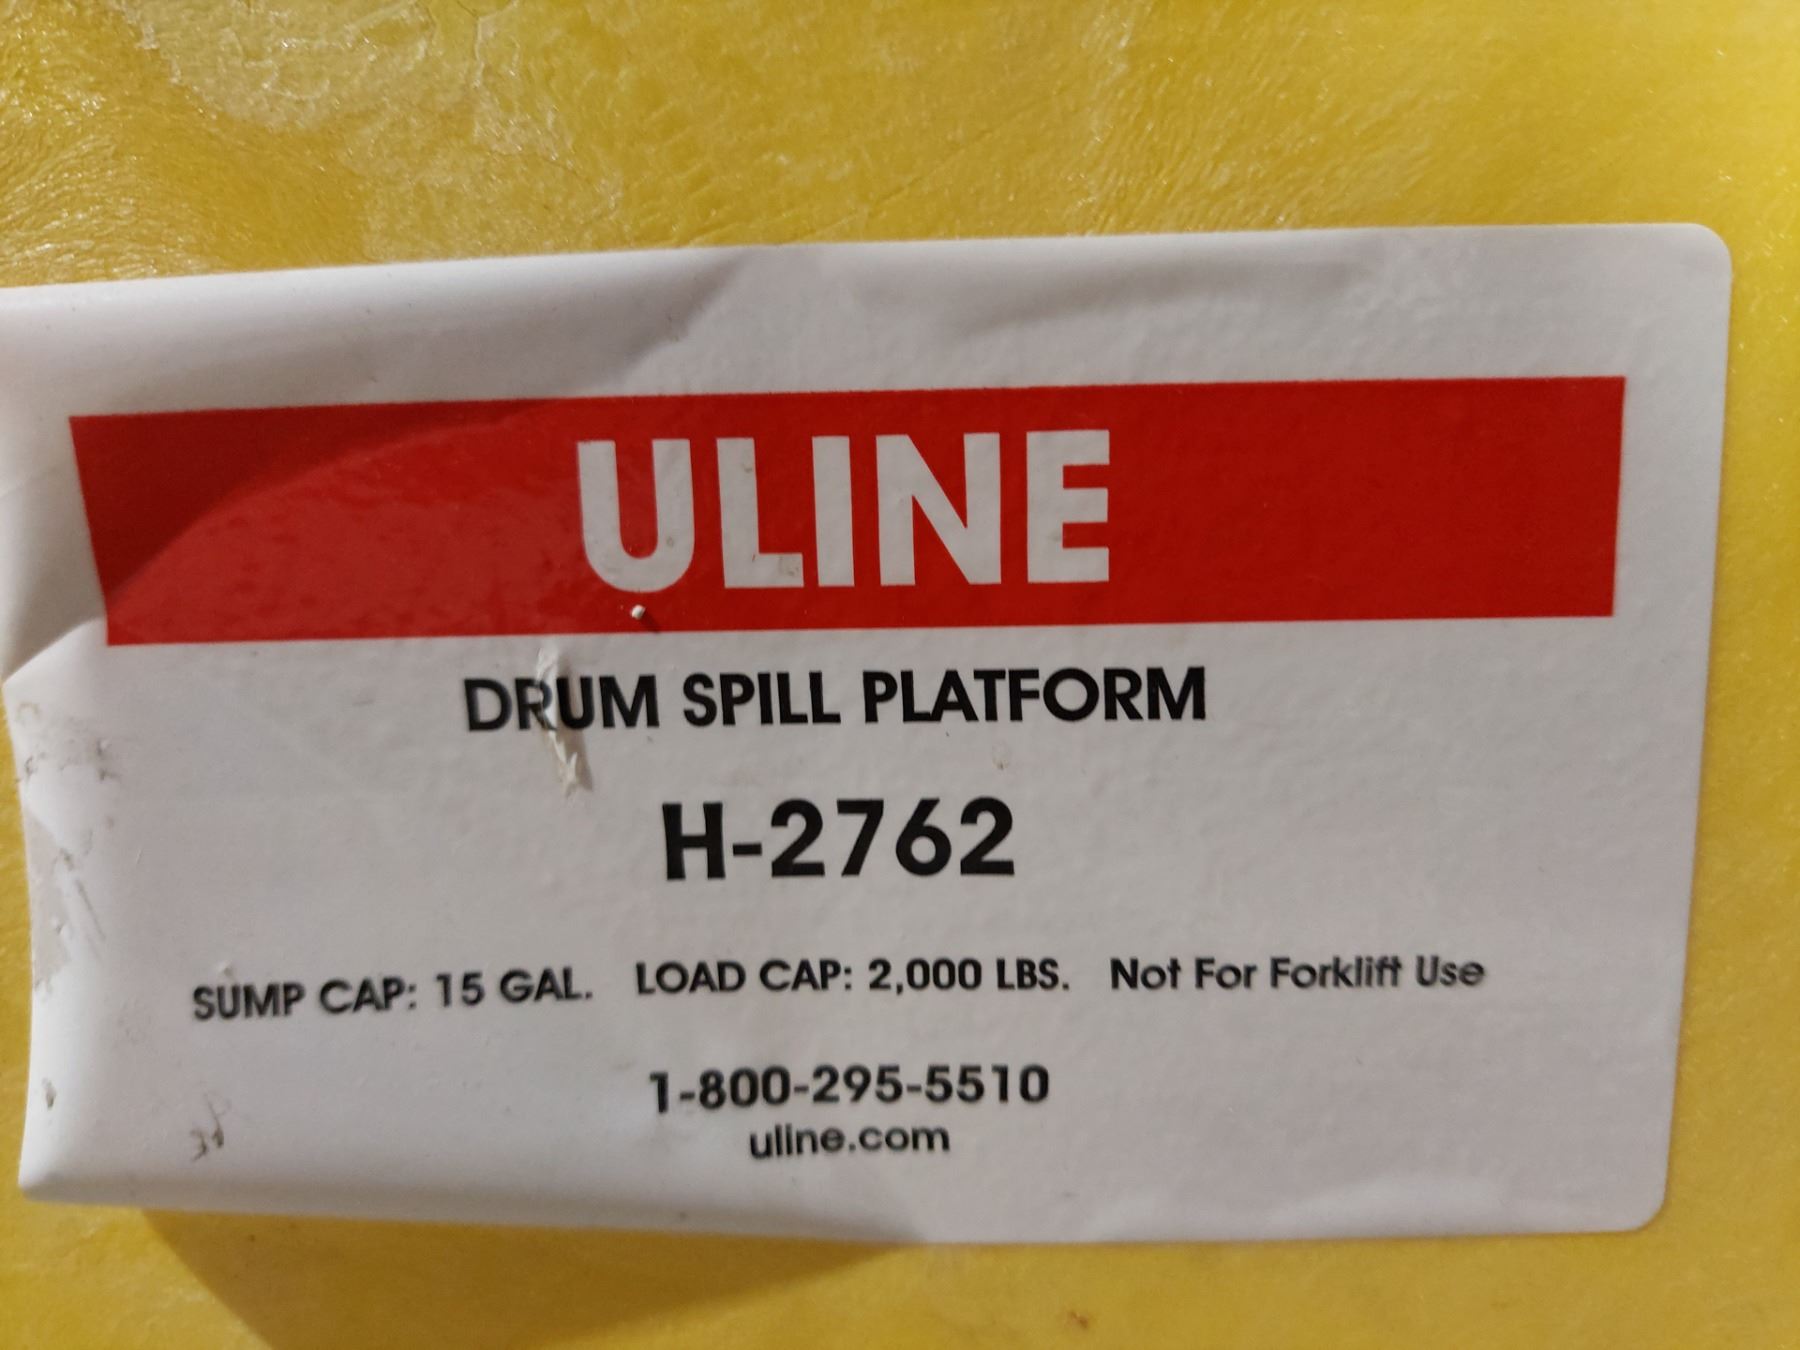 ULINE
DRUM SPILL PLATFORM
H-2762
SUMP CAP: 15 GAL. LOAD CAP: 2,000 LBS. Not For Forklift Use
1-800-295-5510
uline.com